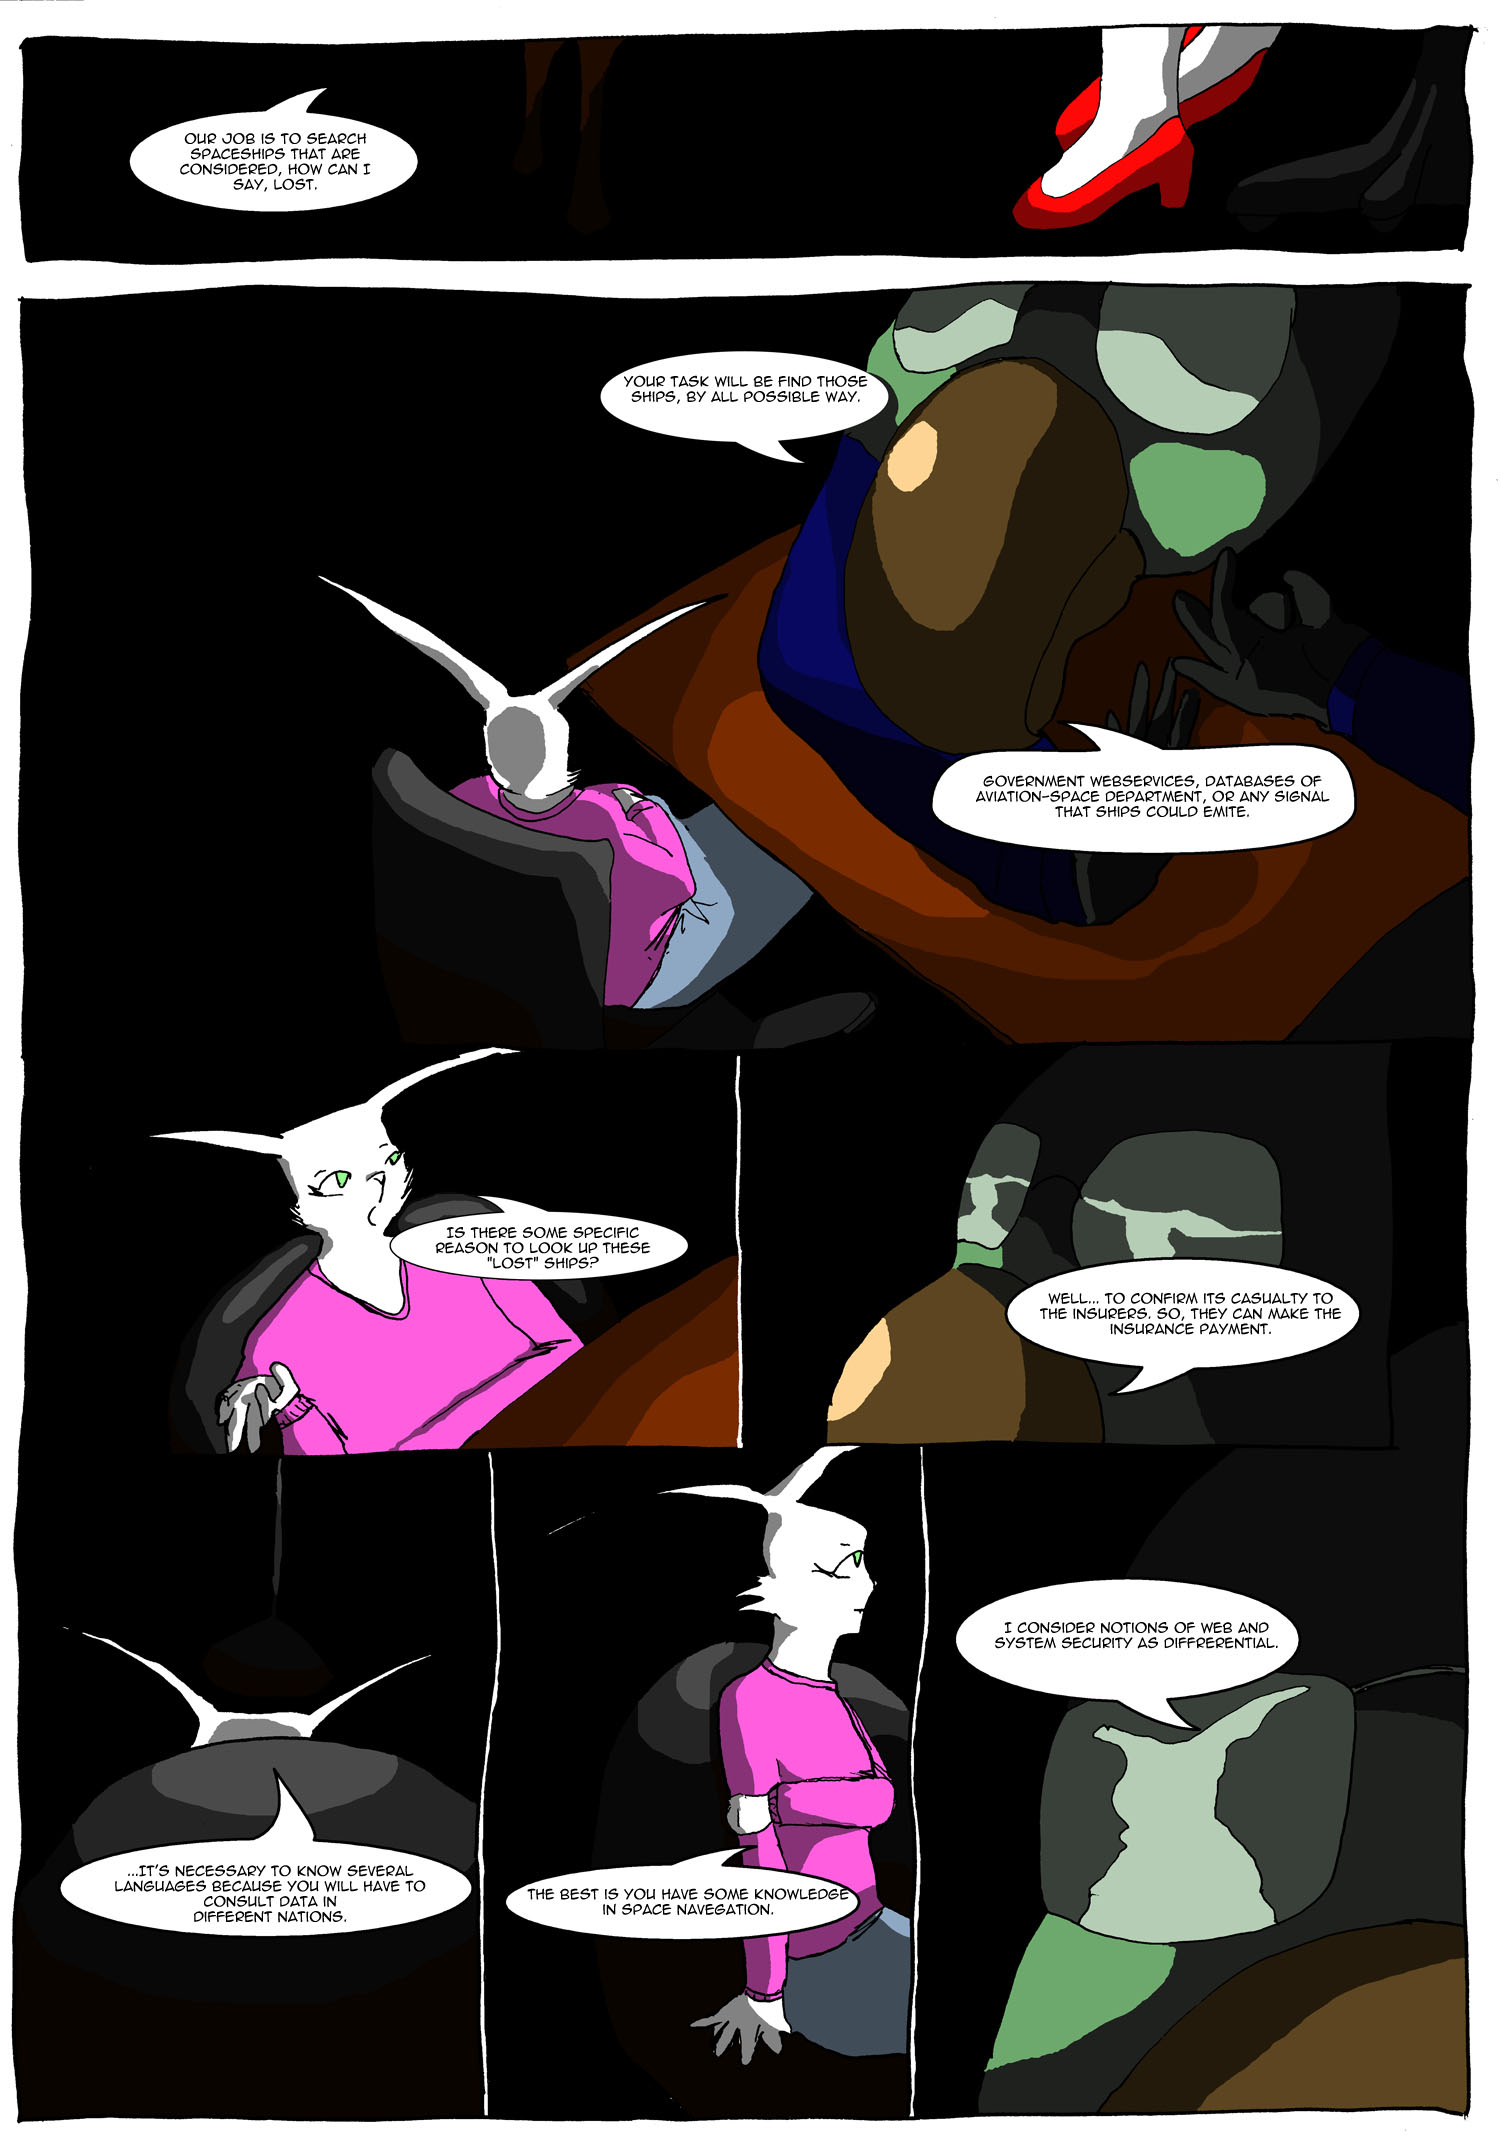 OUR JOB IS TO SEARCH
SPACESHIPS THAT ARE
CONSIDERED, HOW CAN I
SAY, LOST.
YOUR TASK WILL BE FIND THOSE
SHIPS, BY ALL POSSIBLE WAY.
GOVERNMENT WEBSERVICES, DATABASES OF
AVIATION-SPACE DEPARTMENT, OR ANY SIGNAL
THAT SHIPS COULD EMITE.
IS THERE SOME SPECIFIC
REASON TO LOOK UP THESE
"LOST" SHIPS?
WELL... TO CONFIRM ITS CASUALTY TO
THE INSURERS. SO, THEY CAN MAKE THE
INSURANCE PAYMENT.
...IT'S NECESSARY TO KNOW SEVERAL
LANGUAGES BECAUSE YOU WILL HAVE TO
CONSULT DATA IN
DIFFERENT NATIONS.
THE BEST IS YOU HAVE SOME KNOWLEDGE
IN SPACE NAVEGATION.
I CONSIDER NOTIONS OF WEB AND
SYSTEM SECURITY AS DIFFRERENTIAL.